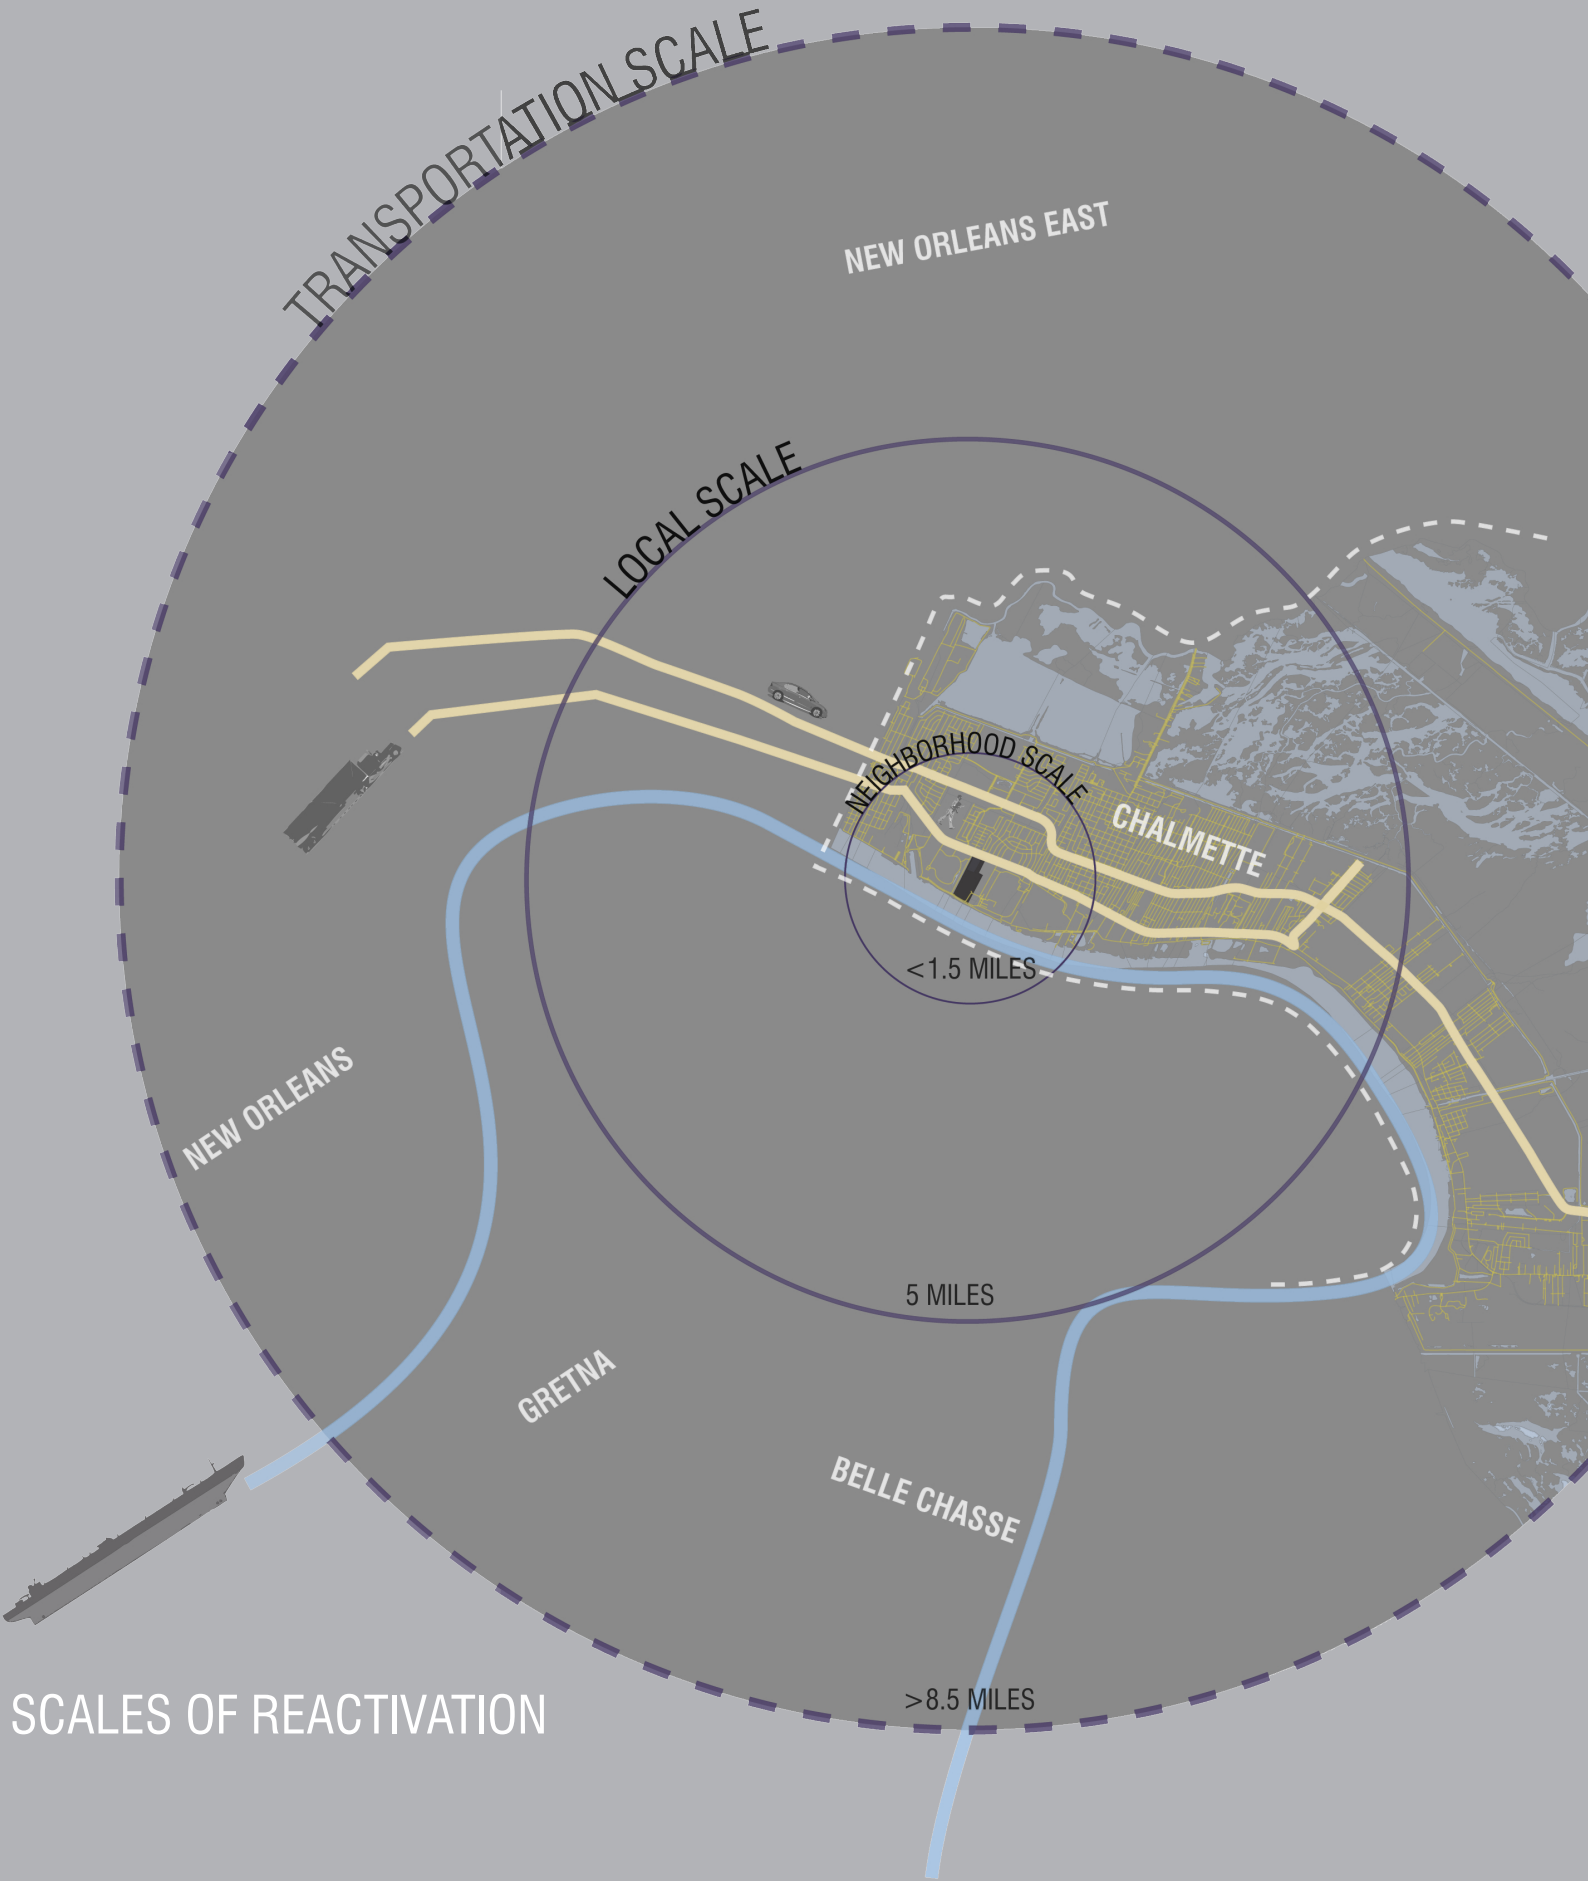 TRANSPORTATION SCALE
NEW ORLEANS EAST
LOCAL SCALE
NEIGHBORHOOD SCALE
CHALMETTE
<1.5 MILES
NEW ORLEANS
5 MILES
GRETNA
BELLE CHASSE
>8.5 MILES
SCALES OF REACTIVATION